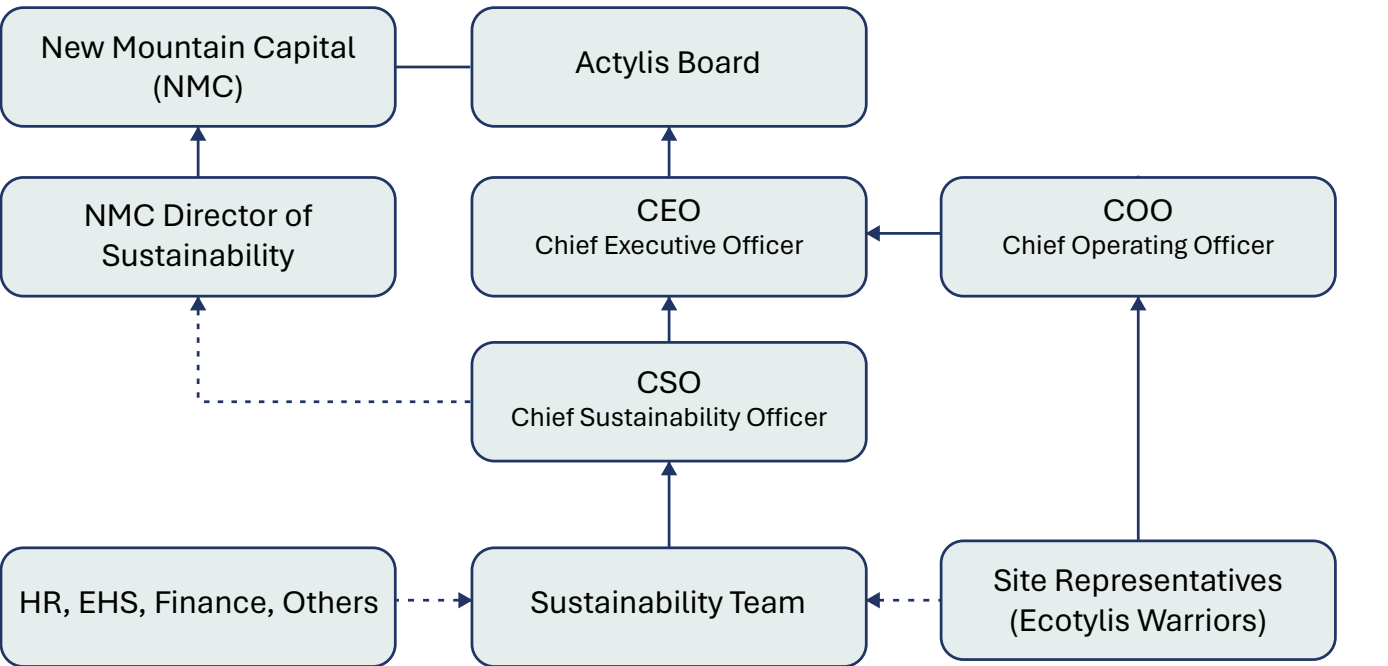 New Mountain Capital
(NMC)
Actylis Board
NMC Director of
Sustainability
CEO
Chief Executive Officer
COO
Chief Operating Officer
CSO
Chief Sustainability Officer
HR, EHS, Finance, Others
Sustainability Team
Site Representatives
(Ecotylis Warriors)